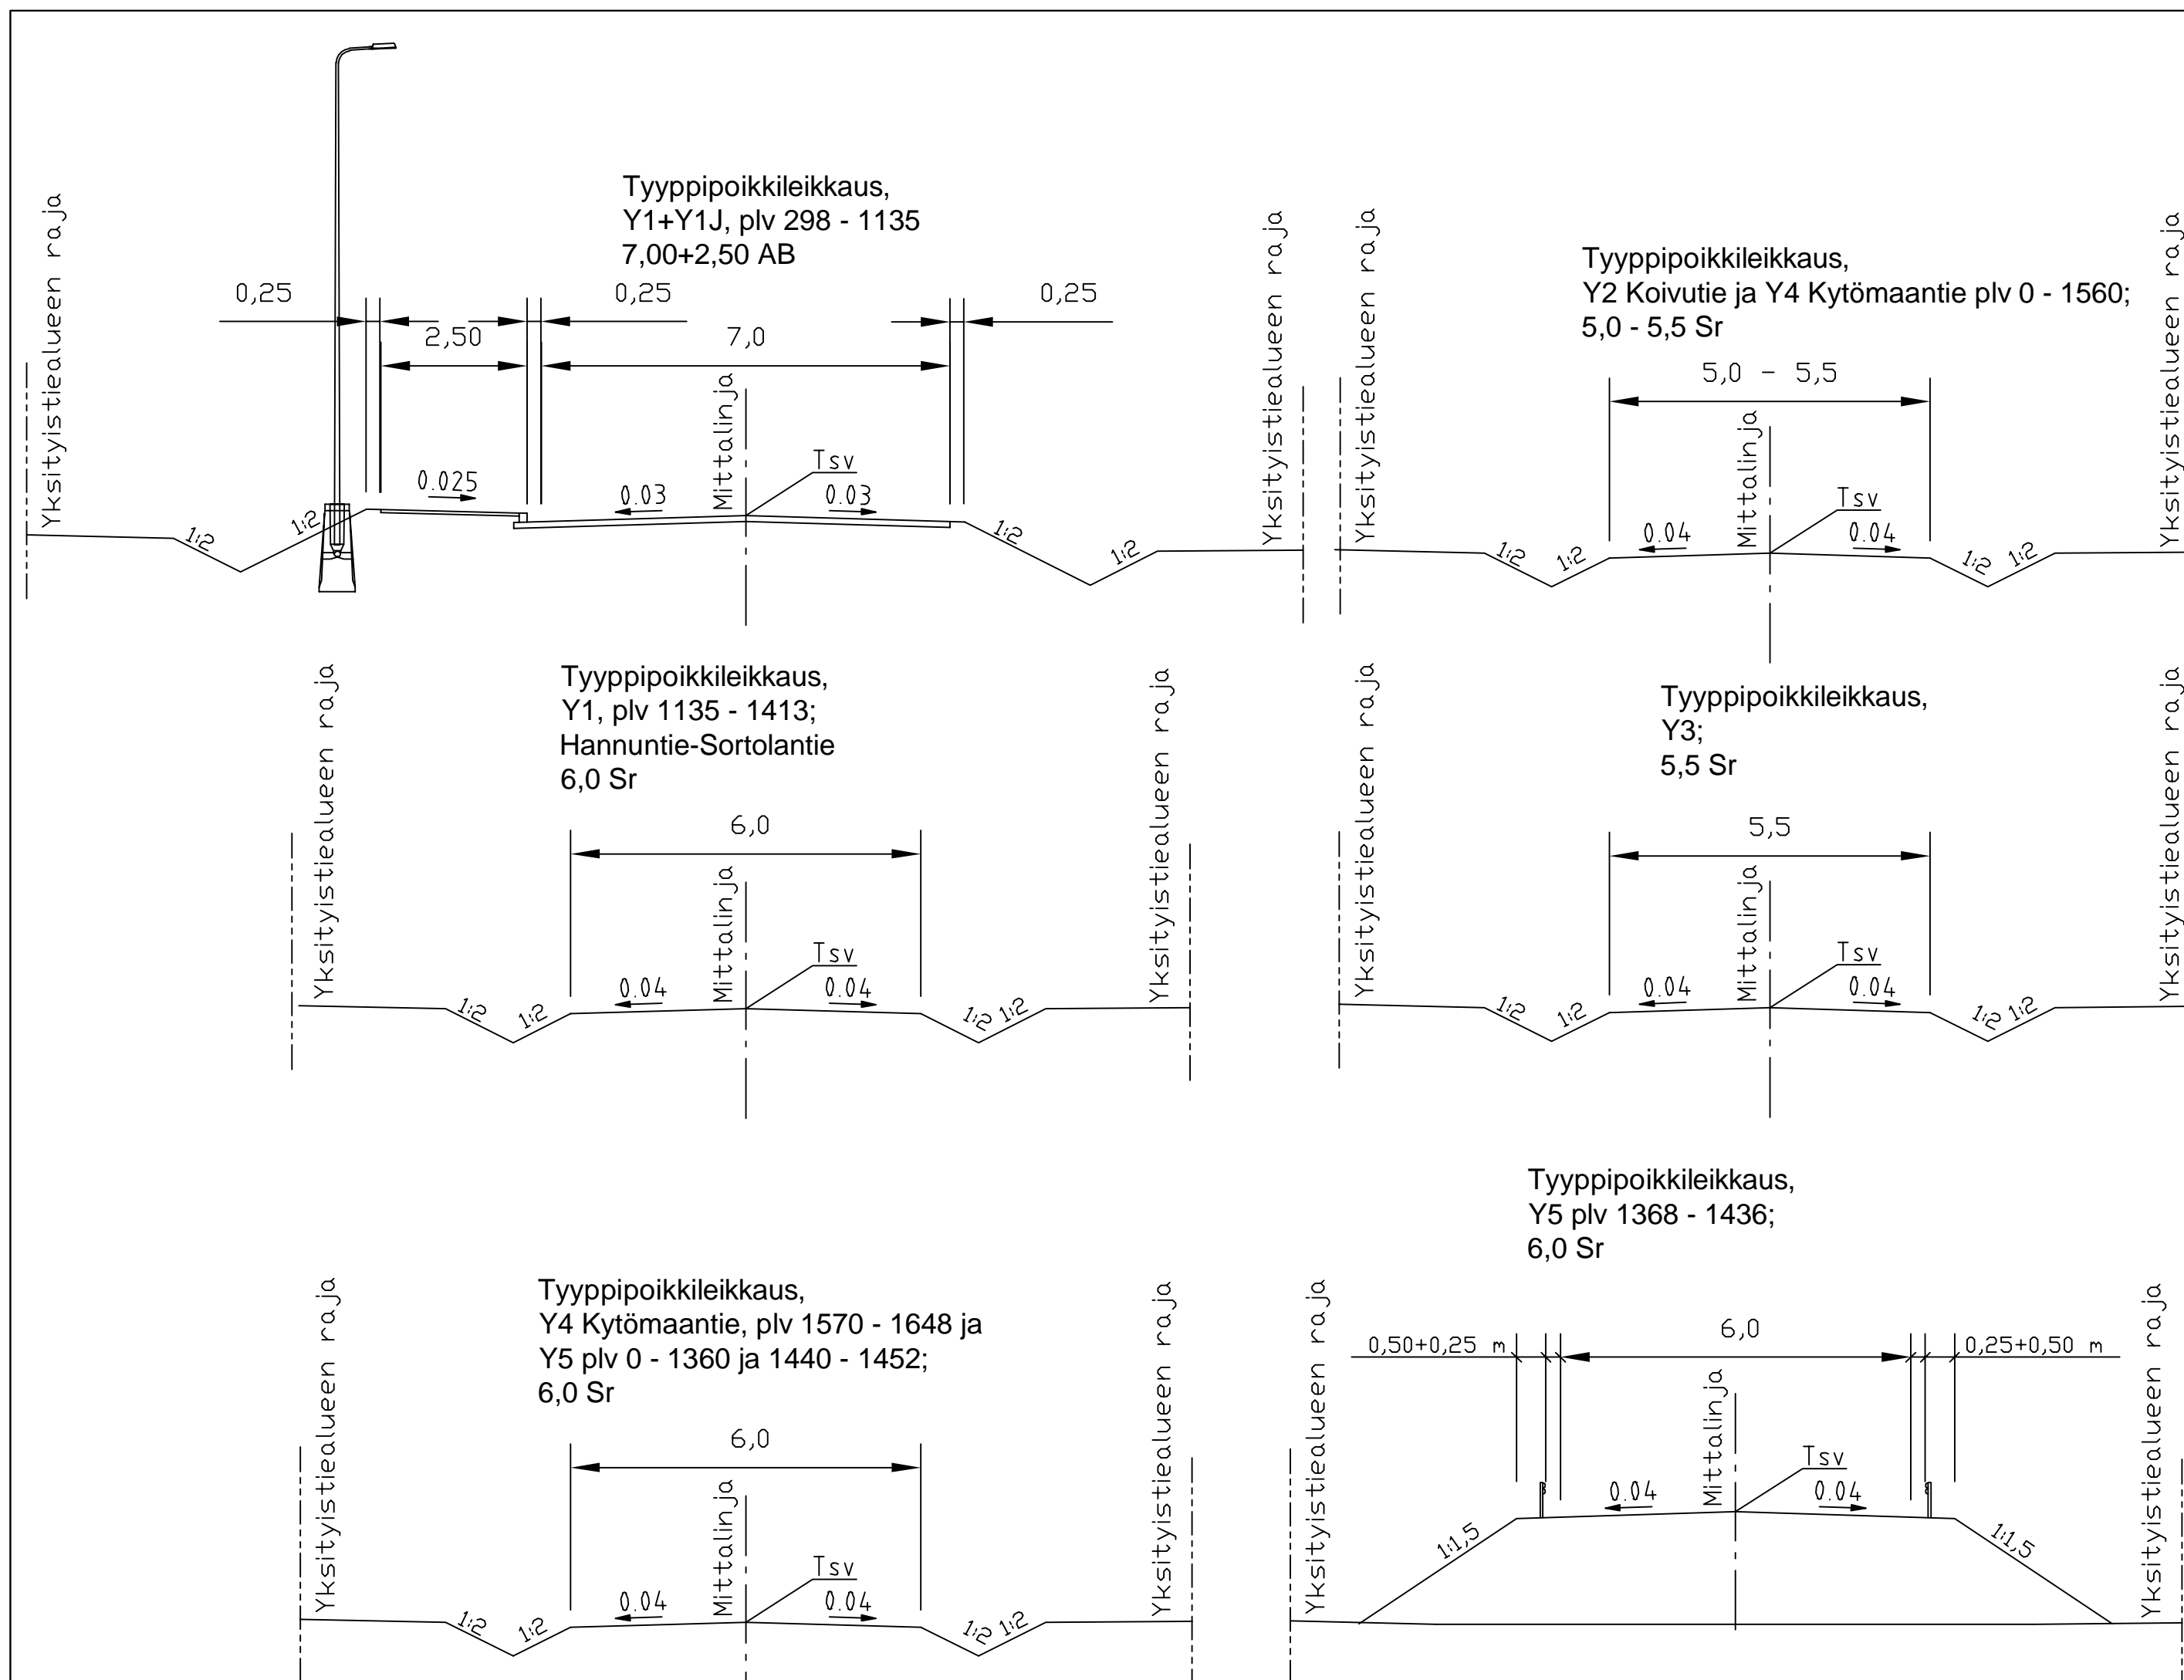 Tyyppipoikkileikkaus,
Y1+Y1J, plv 298 - 1135
7,00+2,50 AB
Yksityistiealueen raja
0,25
0,25
0,25
2,50
7,0
Mittalinja
Tsv
0.025
0.03
0.03
1:2
1:2
1:2
1:2
Yksityistiealueen raja
Yksityistiealueen raja
Tyyppipoikkileikkaus,
Y2 Koivutie ja Y4 Kytömaantie plv 0 - 1560;
5,0 - 5,5 Sr
5,0 - 5,5
Mittalinja
Tsv
0.04
0.04
1:2
1:2
1:2
1:2
Yksityistiealueen raja
Yksityistiealueen raja
Tyyppipoikkileikkaus,
Y1, plv 1135 - 1413;
Hannuntie-Sortolantie
6,0 Sr
6,0
Mittalinja
Tsv
0.04
0.04
1:2
1:2
1:2
1:2
Yksityistiealueen raja
Yksityistiealueen raja
Tyyppipoikkileikkaus,
Y3;
5,5 Sr
5,5
Mittalinja
Tsv
0.04
0.04
1:2
1:2
1:2
1:2
Yksityistiealueen raja
Yksityistiealueen raja
Tyyppipoikkileikkaus,
Y4 Kytömaantie, plv 1570 - 1648 ja
Y5 plv 0 - 1360 ja 1440 - 1452;
6,0 Sr
6,0
Mittalinja
Tsv
0.04
0.04
1:2
1:2
1:2
1:2
Yksityistiealueen raja
Yksityistiealueen raja
Tyyppipoikkileikkaus,
Y5 plv 1368 - 1436;
6,0 Sr
0,50+0,25 m
6,0
0,25+0,50 m
Mittalinja
Tsv
0.04
0.04
1:1,5
1:1,5
Yksityistiealueen raja